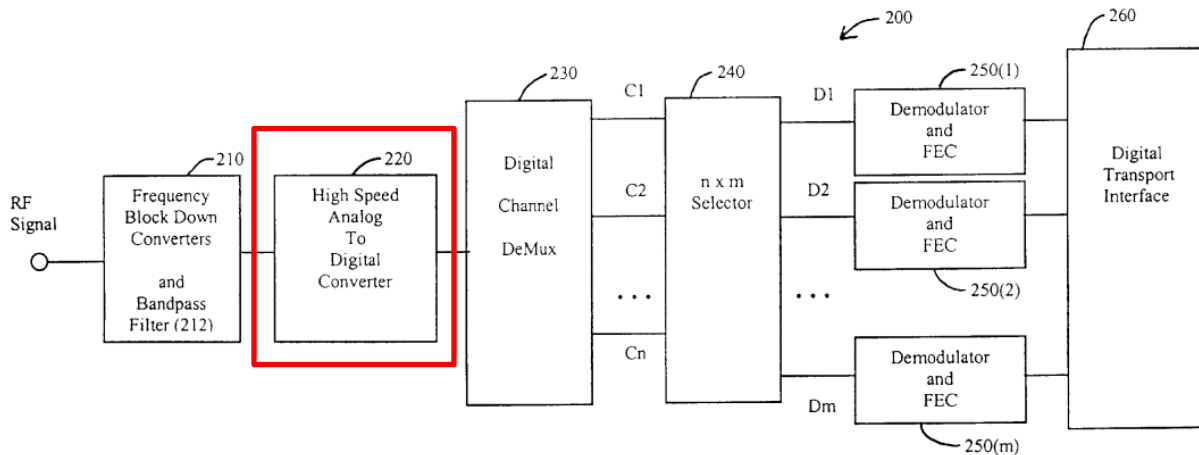 200
260
230
240
250(1)
C1
D1
Demodulator
and
FEC
210
220
RF
Signal
Frequency
Block Down
Converters
and
Bandpass
Filter (212)
High Speed
Analog
To
Digital
Converter
Digital
Channel
DeMux
C2
n x m
Selector
D2
Demodulator
and
FEC
250(2)
Digital
Transport
Interface
...
...
Cn
Dm
Demodulator
and
FEC
250(m)